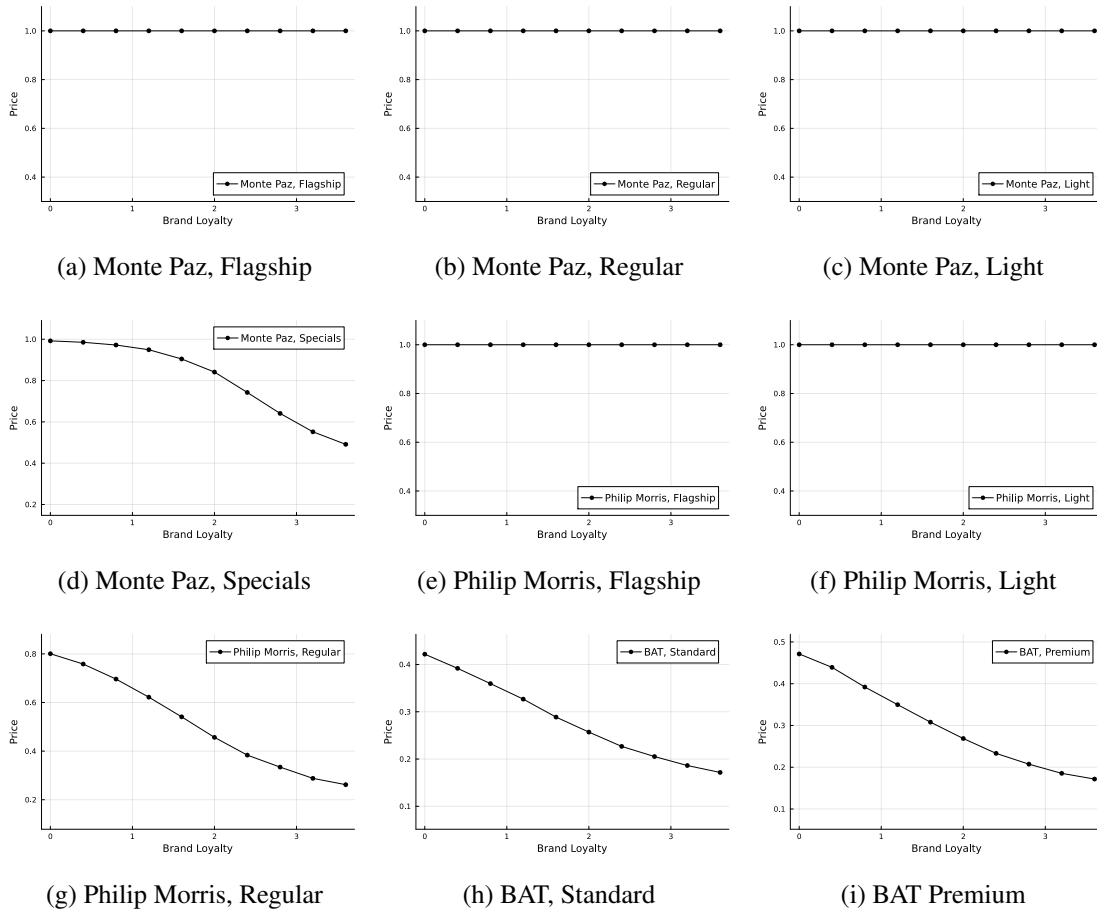 1.0
0.8
0.6
0.4
Price
Monte Paz, Flagship
0 1 2 3
Brand Loyalty
(a) Monte Paz, Flagship
1.0
0.8
0.6
0.4
Price
Monte Paz, Regular
0 1 2 3
Brand Loyalty
(b) Monte Paz, Regular
1.0
0.8
0.6
0.4
Price
Monte Paz, Light
0 1 2 3
Brand Loyalty
(c) Monte Paz, Light
1.0
0.8
0.6
0.4
0.2
Price
Monte Paz, Specials
0 1 2 3
Brand Loyalty
(d) Monte Paz, Specials
1.0
0.8
0.6
0.4
Price
Philip Morris, Flagship
0 1 2 3
Brand Loyalty
(e) Philip Morris, Flagship
1.0
0.8
0.6
0.4
Price
Philip Morris, Light
0 1 2 3
Brand Loyalty
(f) Philip Morris, Light
0.8
0.6
0.4
0.2
Price
Philip Morris, Regular
0 1 2 3
Brand Loyalty
(g) Philip Morris, Regular
0.4
0.3
0.2
0.1
Price
BAT, Standard
0 1 2 3
Brand Loyalty
(h) BAT, Standard
0.5
0.4
0.3
0.2
0.1
Price
BAT, Premium
0 1 2 3
Brand Loyalty
(i) BAT Premium